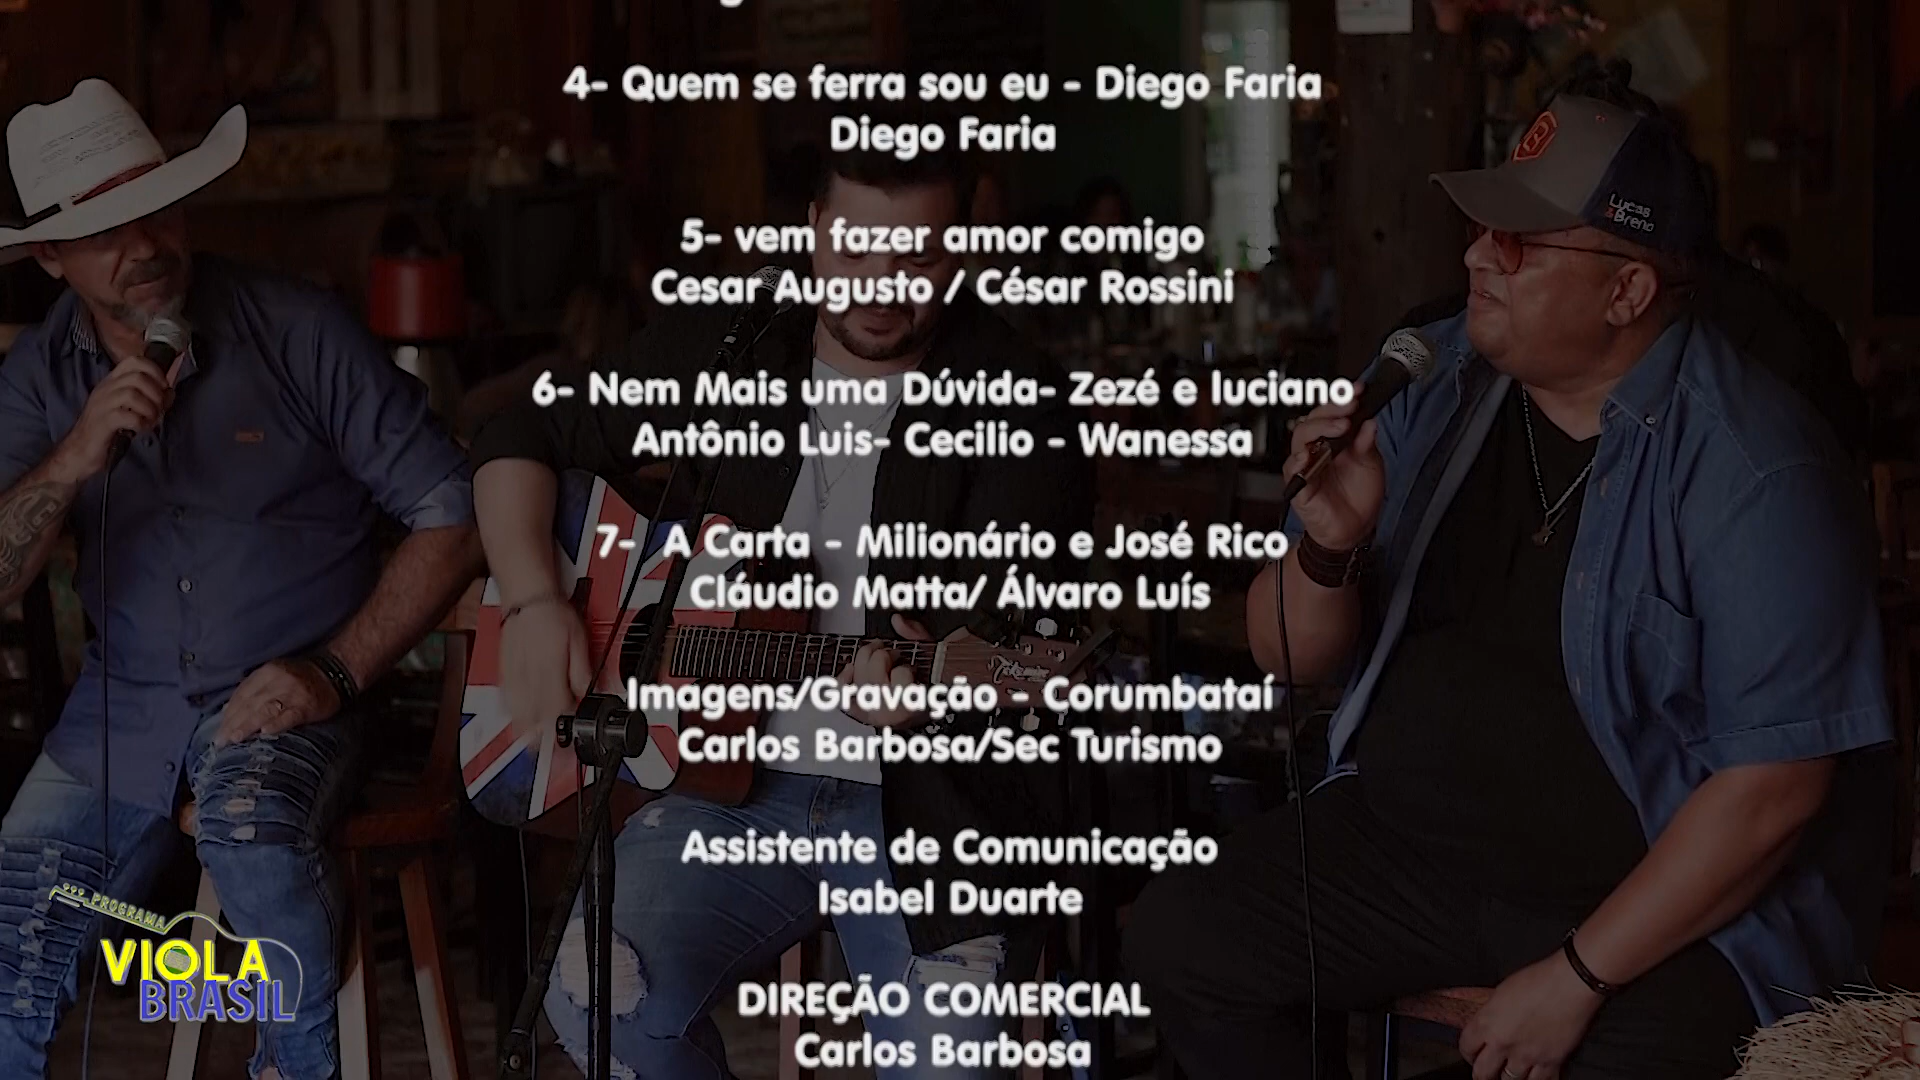 4- Quem se ferra sou eu - Diego Faria
Diego Faria
5- vem fazer amor comigo
Cesar Augusto / César Rossini
6- Nem Mais uma Dúvida- Zezé e luciano
Antônio Luis- Cecilio - Wanessa
7-  A Carta - Milionário e José Rico
Cláudio Matta/ Álvaro Luís
Imagens/Gravação - Corumbataí
Carlos Barbosa/Sec Turismo
Assistente de Comunicação
Isabel Duarte
DIREÇÃO COMERCIAL
Carlos Barbosa
PROGRAMA
VIOLA
BRASIL
Lucas
&Breno